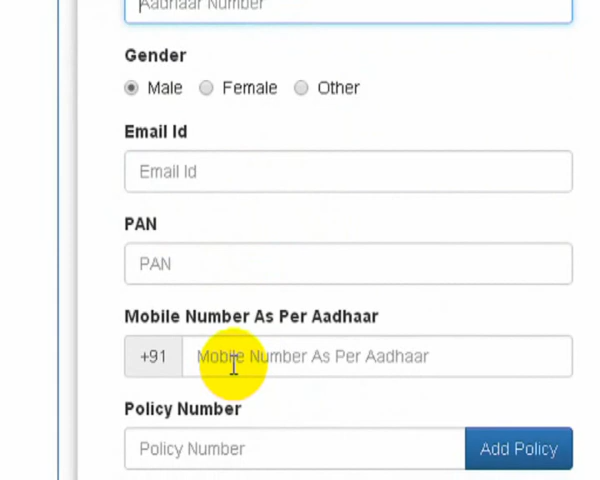 Aadhaar Number
Gender
Male Female Other
Email Id
Email Id
PAN
PAN
Mobile Number As Per Aadhaar
+91 Mobile Number As Per Aadhaar
Policy Number
Policy Number Add Policy